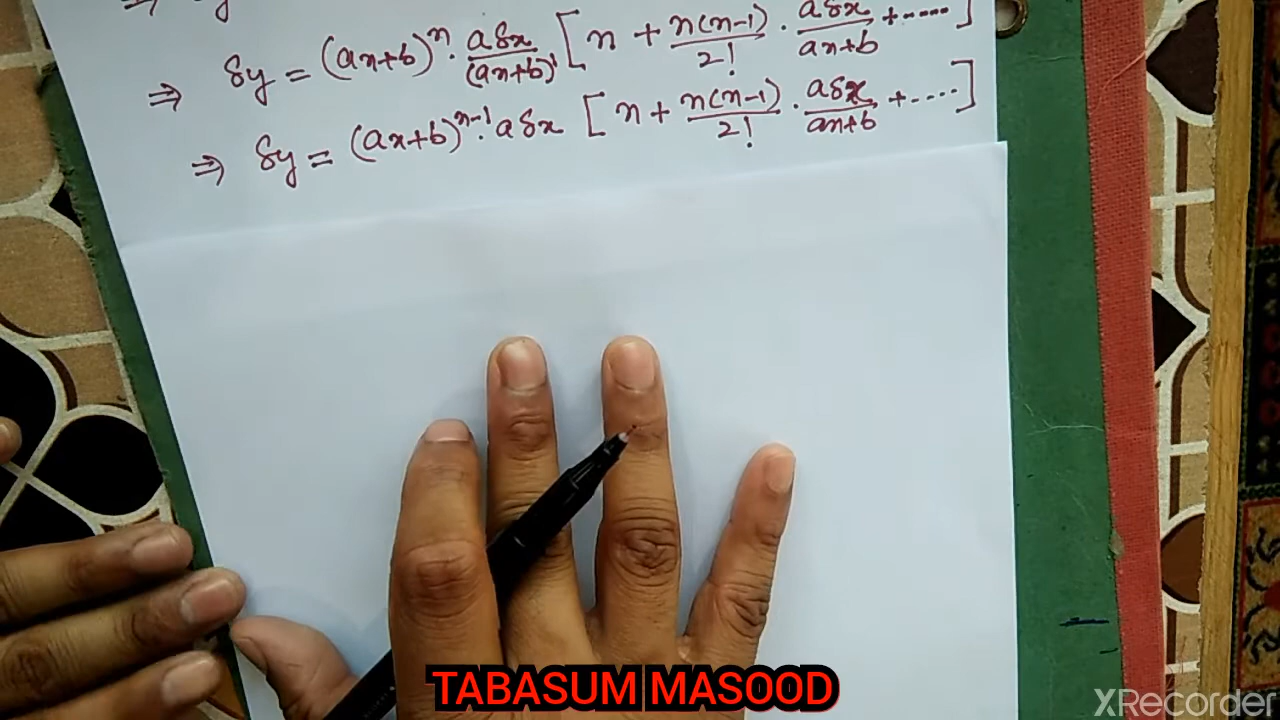 ⇒ δy = (ax+b)^n · aδx/(ax+b)^1 [n + n(n-1)/2! · aδx/ax+b + .....]
⇒ δy = (ax+b)^n-1 · aδx [n + n(n-1)/2! · aδx/ax+b + ....]
TABASUM MASOOD
XRecorder